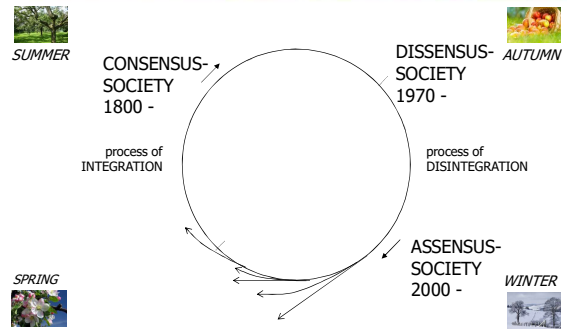 SUMMER
CONSENSUS-
SOCIETY
1800 -
DISSENSUS-
SOCIETY
1970 -
AUTUMN
process of
INTEGRATION
process of
DISINTEGRATION
ASSENSUS-
SOCIETY
2000 -
SPRING
WINTER